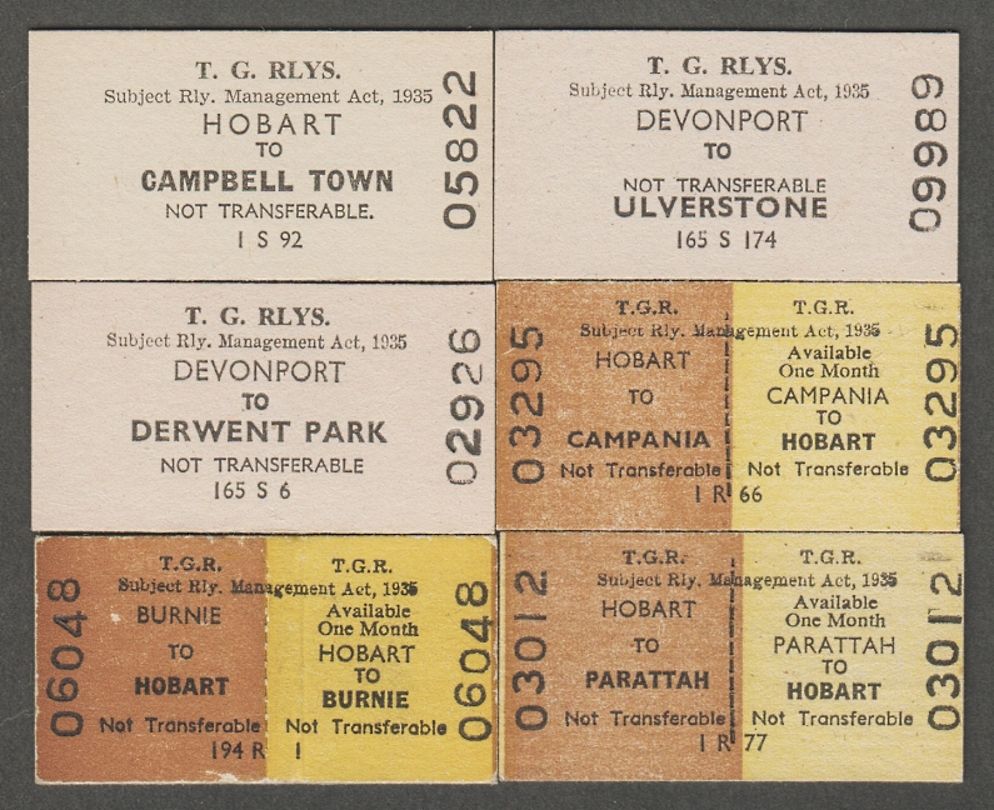 T. G. RLYS.
Subject Rly. Management Act, 1935
HOBART
TO
CAMPBELL TOWN
NOT TRANSFERABLE.
1 S 92
05822
T. G. RLYS.
Subject Rly. Management Act, 1935
DEVONPORT
TO
NOT TRANSFERABLE
ULVERSTONE
165 S 174
09989
T. G. RLYS.
Subject Rly. Management Act, 1935
DEVONPORT
TO
DERWENT PARK
NOT TRANSFERABLE
165 S 6
02926
03295
T.G.R. T.G.R.
Subject Rly. Management Act, 1935
HOBART
TO
CAMPANIA
Not Transferable
Available
One Month
CAMPANIA
TO
HOBART
Not Transferable
1 R 66
03295
06048
T.G.R. T.G.R.
Subject Rly. Management Act, 1935
BURNIE
TO
HOBART
Not Transferable
Available
One Month
HOBART
TO
BURNIE
Not Transferable
194 R 1
06048
03012
T.G.R. T.G.R.
Subject Rly. Management Act, 1935
HOBART
TO
PARATTAH
Not Transferable
Available
One Month
PARATTAH
TO
HOBART
Not Transferable
1 R 77
03012